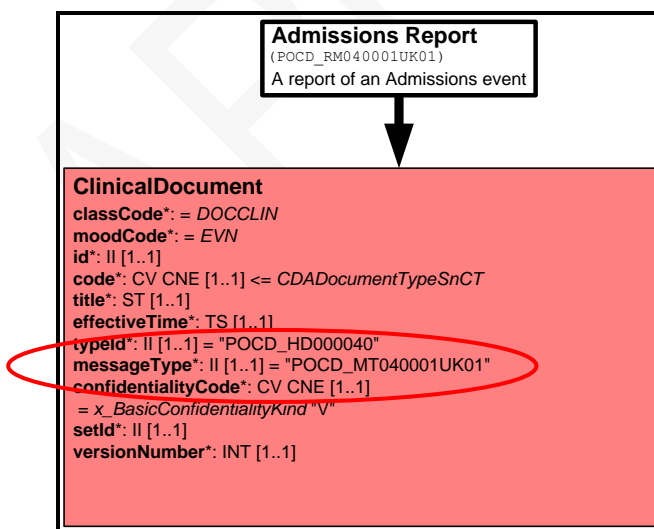 Admissions Report
(POCD_RM040001UK01)
A report of an Admissions event
ClinicalDocument
classCode*: = DOCCLIN
moodCode*: = EVN
id*: II [1..1]
code*: CV CNE [1..1] <= CDADocumentTypeSnCT
title*: ST [1..1]
effectiveTime*: TS [1..1]
typeId*: II [1..1] = "POCD_HD000040"
messageType*: II [1..1] = "POCD_MT040001UK01"
confidentialityCode*: CV CNE [1..1]
= x_BasicConfidentialityKind "V"
setId*: II [1..1]
versionNumber*: INT [1..1]